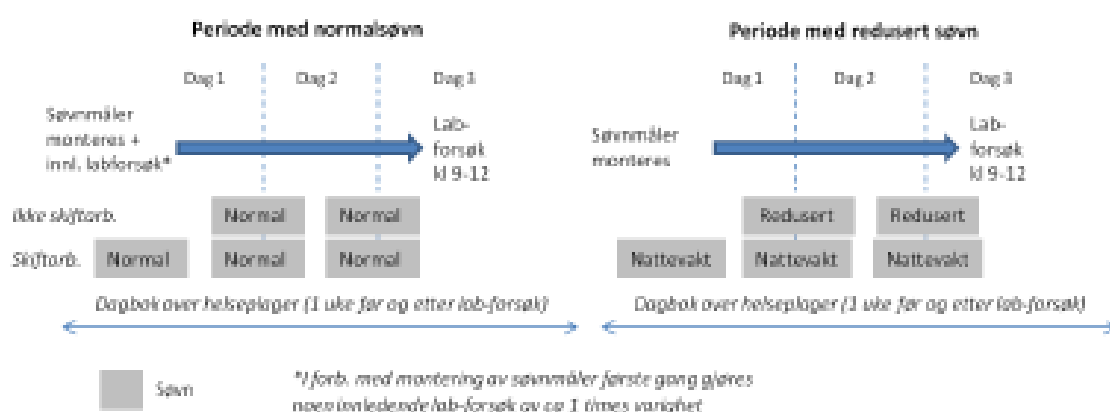 Periode med normalsøvn
Dag 1 Dag 2 Dag 3
Søvnmåler
monteres +
innl. labforsøk*
Lab-
forsøk
kl 9-12
Ikke skiftarb.
Normal Normal
Skiftarb.
Normal Normal Normal
Dagbok over helseplager (1 uke før og etter lab-forsøk)
Periode med redusert søvn
Dag 1 Dag 2 Dag 3
Søvnmåler
monteres
Lab-
forsøk
kl 9-12
Redusert Redusert
Nattevakt Nattevakt Nattevakt
Dagbok over helseplager (1 uke før og etter lab-forsøk)
Søvn
*I forb. med montering av søvnmåler første gang gjøres
noen innledende lab-forsøk av ca 1 times varighet